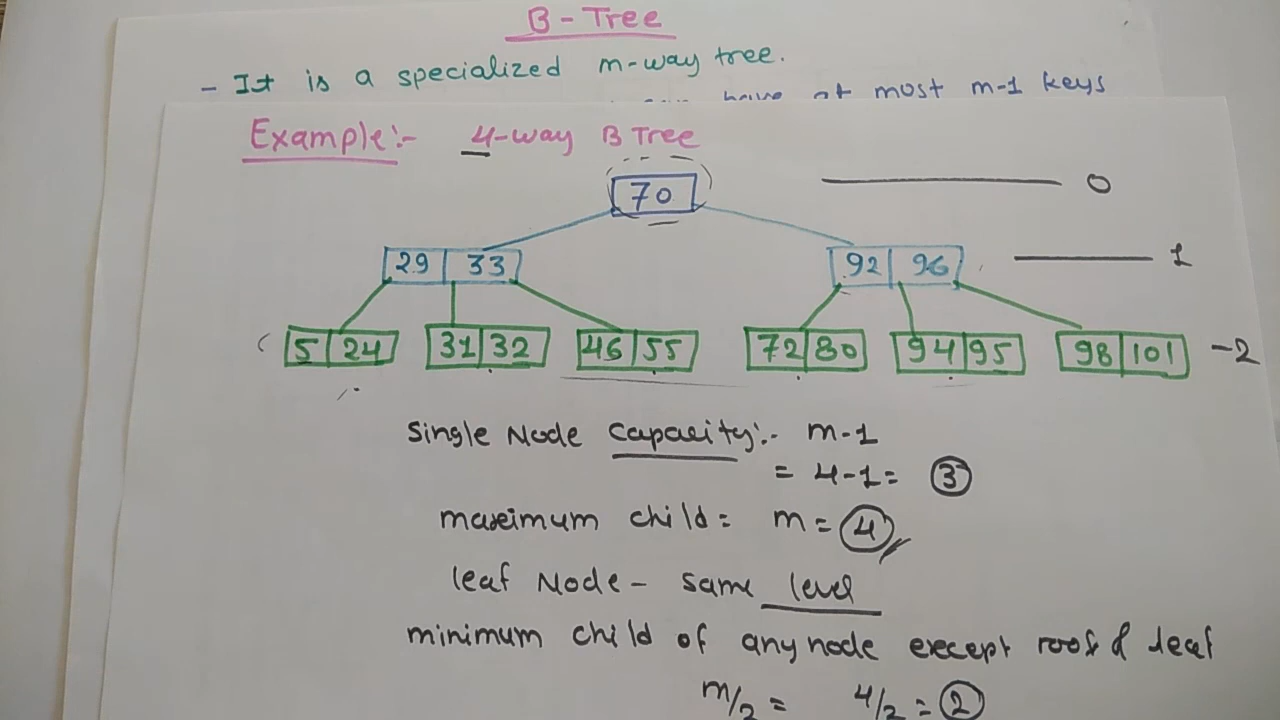 B-Tree
- It is a specialized m-way tree.
have at most m-1 keys
Example:- 4-way B Tree
70 0
29 33 92 96 1
5 24 31 32 46 55 72 80 94 95 98 101 -2
Single Node Capacity:- m-1
= 4-1= 3
maximum child = m = 4
leaf Node - Same level
minimum child of any node except root & leaf
m/2 = 4/2 = 2